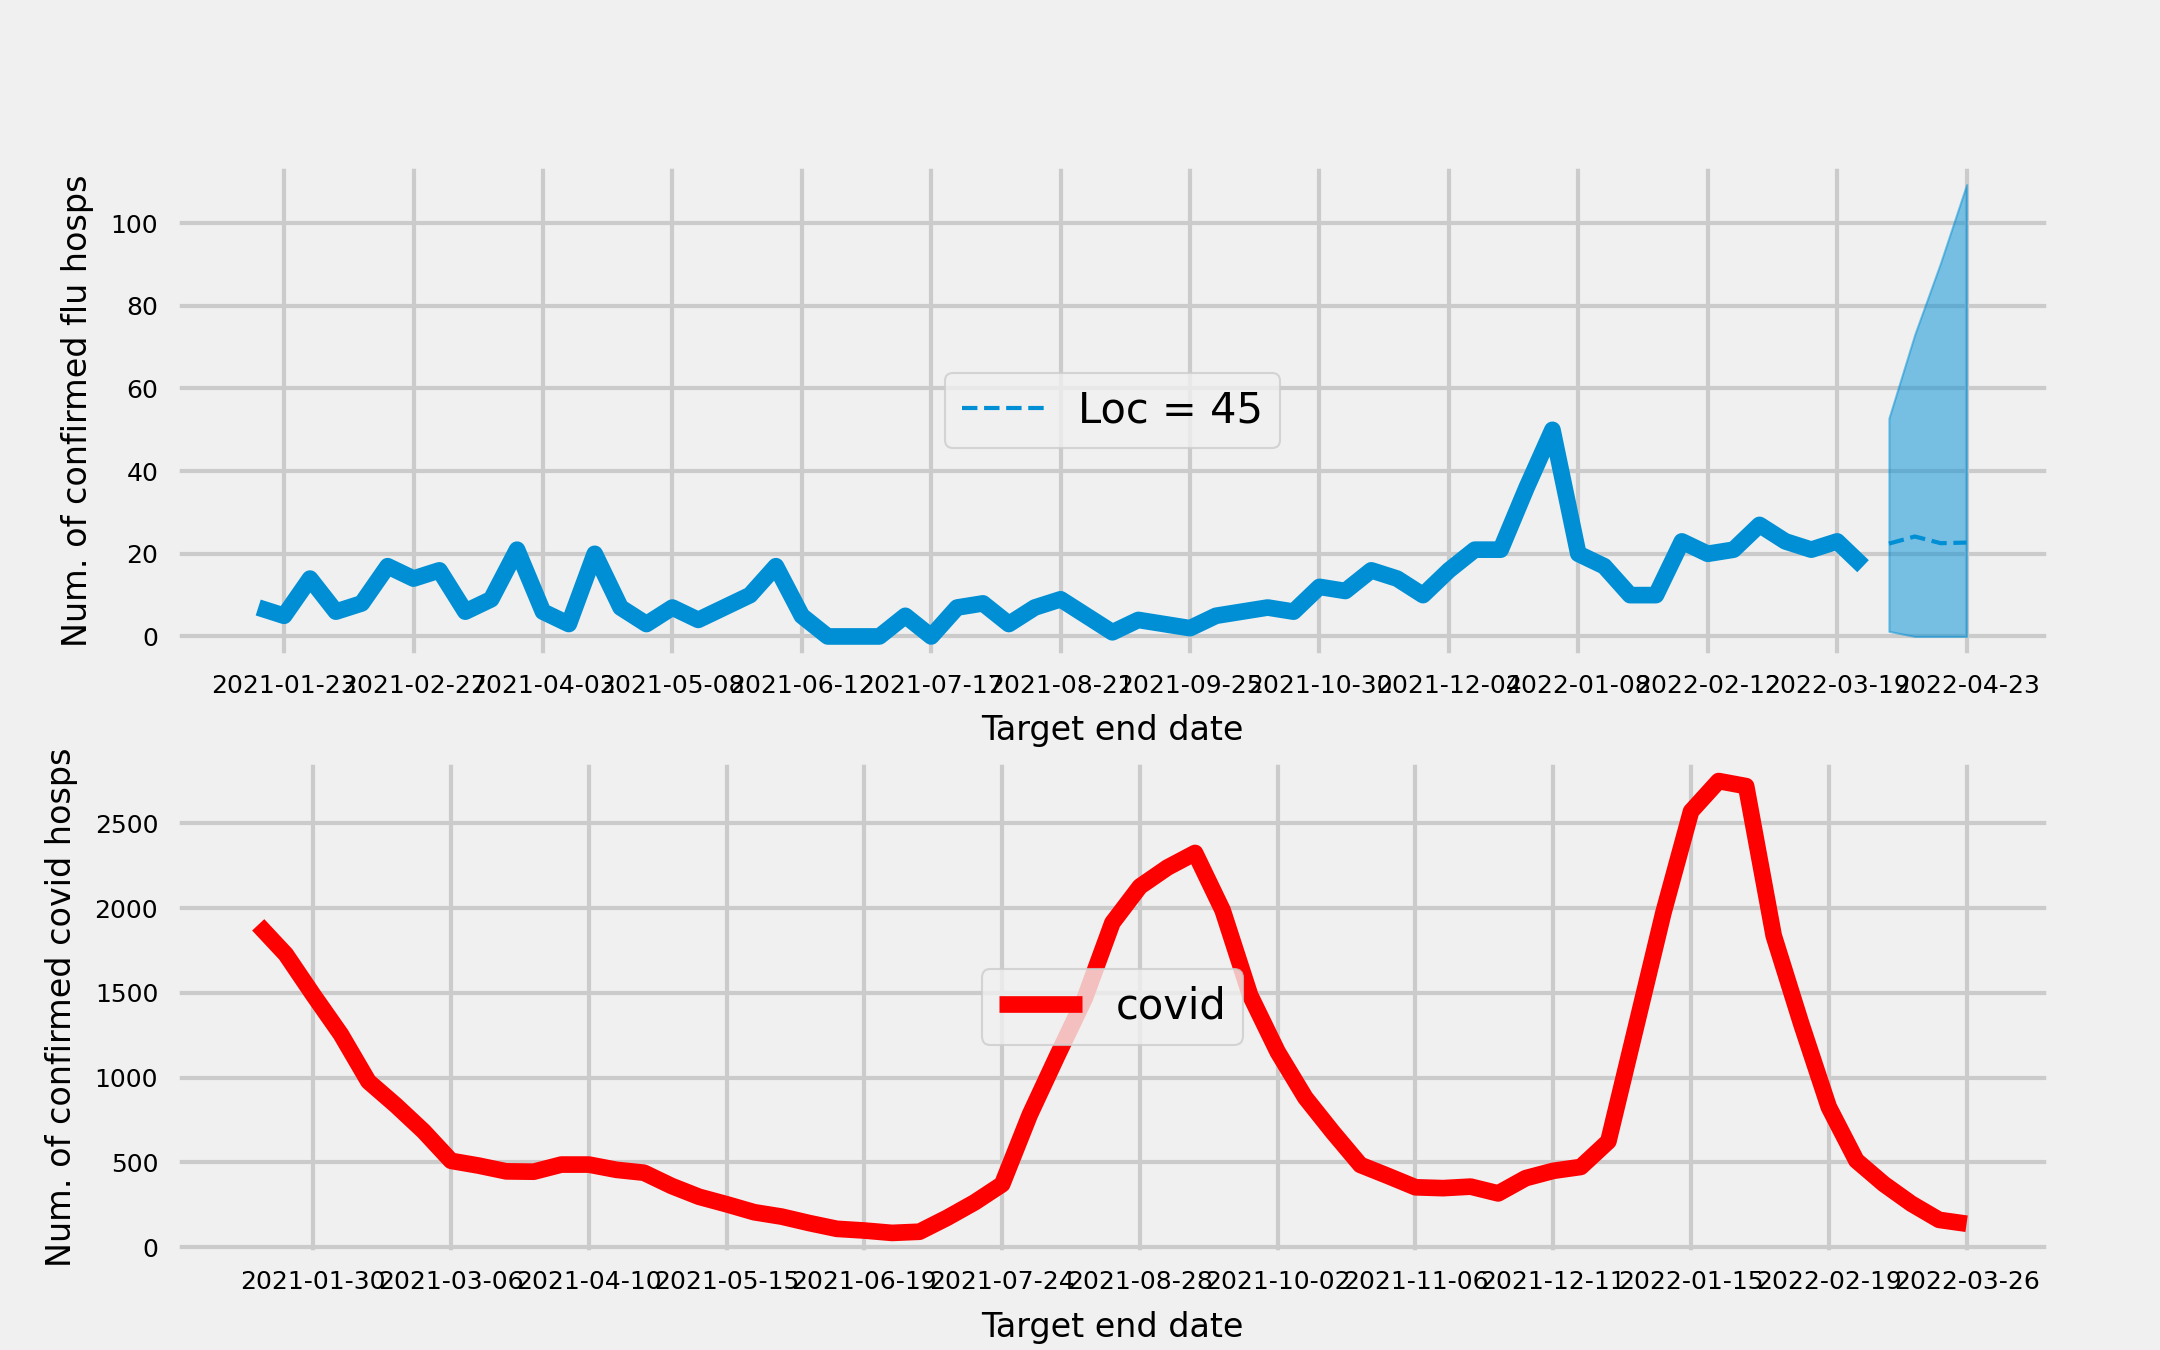 Num. of confirmed flu hosps
100
80
60
40
20
0
Loc = 45
2021-01-23 2021-02-27 2021-04-03 2021-05-08 2021-06-12 2021-07-17 2021-08-21 2021-09-25 2021-10-30 2021-12-04 2022-01-08 2022-02-12 2022-03-19 2022-04-23
Target end date
Num. of confirmed covid hosps
2500
2000
1500
1000
500
0
covid
2021-01-30 2021-03-06 2021-04-10 2021-05-15 2021-06-19 2021-07-24 2021-08-28 2021-10-02 2021-11-06 2021-12-11 2022-01-15 2022-02-19 2022-03-26
Target end date